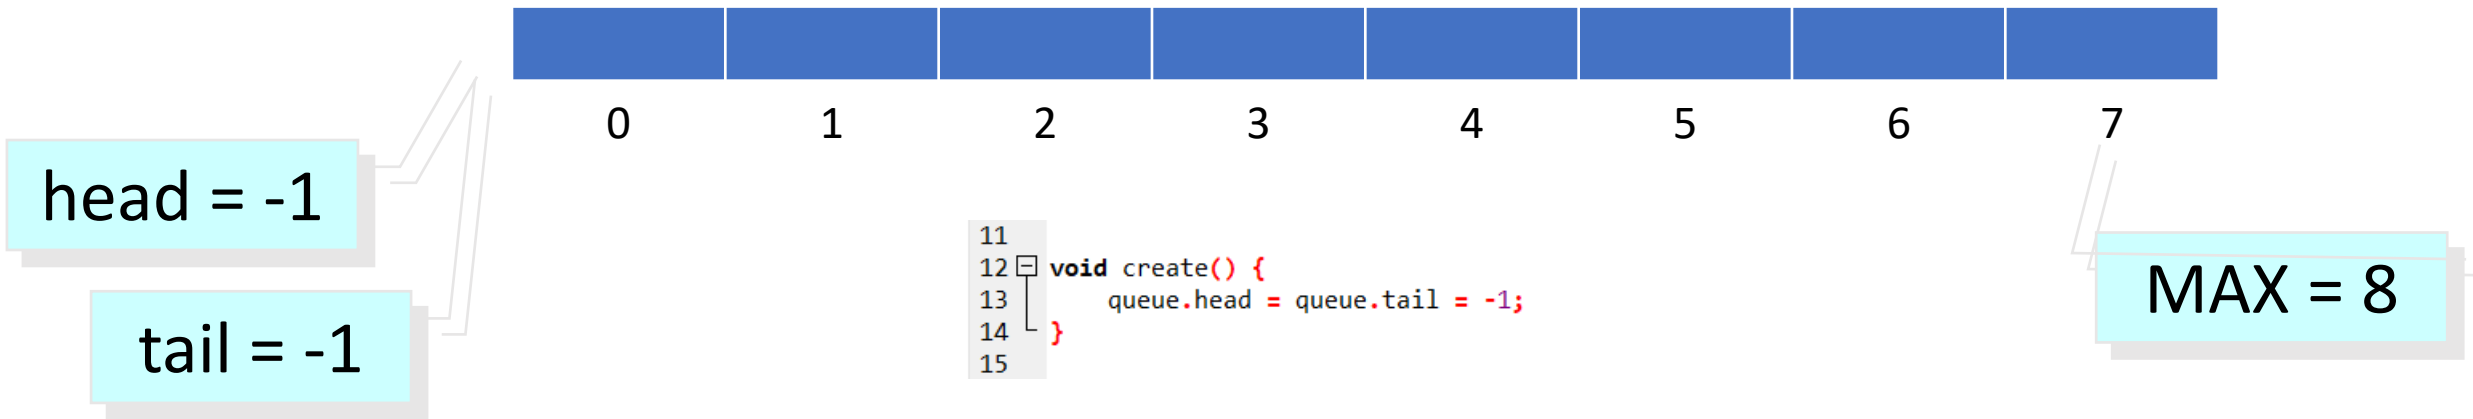 0 1 2 3 4 5 6 7
head = -1
tail = -1
11
12 void create() {
13     queue.head = queue.tail = -1;
14 }
15
MAX = 8